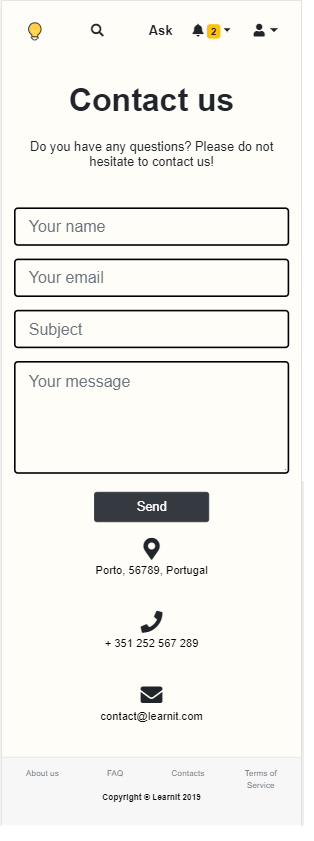 Ask 2
Contact us
Do you have any questions? Please do not
hesitate to contact us!
Your name
Your email
Subject
Your message
Send
Porto, 56789, Portugal
+ 351 252 567 289
contact@learnit.com
About us FAQ Contacts Terms of
Service
Copyright © Learnit 2019